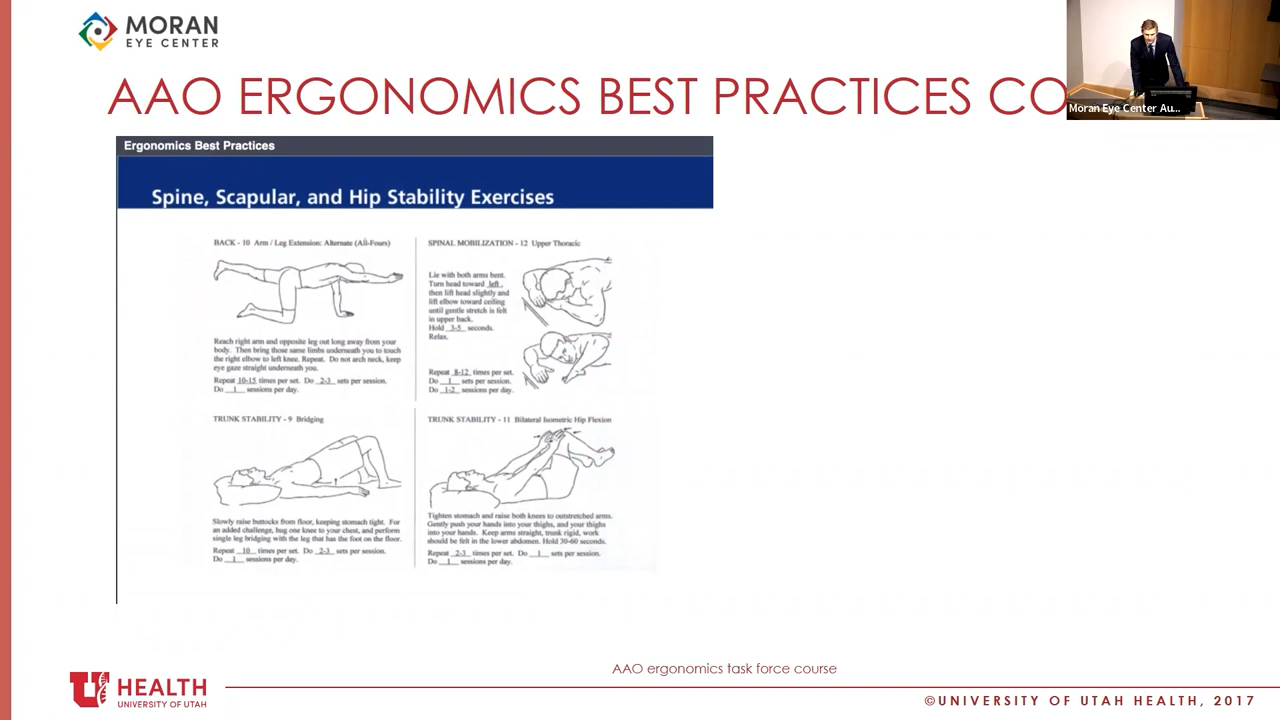 MORAN
EYE CENTER
AAO ERGONOMICS BEST PRACTICES CO
Moran Eye Center Au...
Ergonomics Best Practices
Spine, Scapular, and Hip Stability Exercises
BACK - 10 Arm / Leg Extension: Alternate (All-Fours)
Reach right arm and opposite leg out long away from your
body. Then bring those same limbs underneath you to touch
the right elbow to left knee. Repeat. Do not arch neck, keep
eye gaze straight underneath you.
Repeat 10-15 times per set. Do 2-3 sets per session.
Do 1 sessions per day.
SPINAL MOBILIZATION - 12 Upper Thoracic
Lie with both arms bent.
Turn head toward left,
then lift head slightly and
lift elbow toward ceiling
until gentle stretch is felt
in upper back.
Hold 3-5 seconds.
Relax.
Repeat 8-12 times per set.
Do 1 sets per session.
Do 1-2 sessions per day.
TRUNK STABILITY - 9 Bridging
Slowly raise buttocks from floor, keeping stomach tight. For
an added challenge, hug one knee to your chest, and perform
single leg bridging with the leg that has the foot on the floor.
Repeat 10 times per set. Do 2-3 sets per session.
Do 1 sessions per day.
TRUNK STABILITY - 11 Bilateral Isometric Hip Flexion
Tighten stomach and raise both knees to outstretched arms.
Gently push your hands into your thighs, and your thighs
into your hands. Keep arms straight, trunk rigid, work
should be felt in the lower abdomen. Hold 30-60 seconds.
Repeat 2-3 times per set. Do 1 sets per session.
Do 1 sessions per day.
AAO ergonomics task force course
U HEALTH
UNIVERSITY OF UTAH
©UNIVERSITY OF UTAH HEALTH, 2017